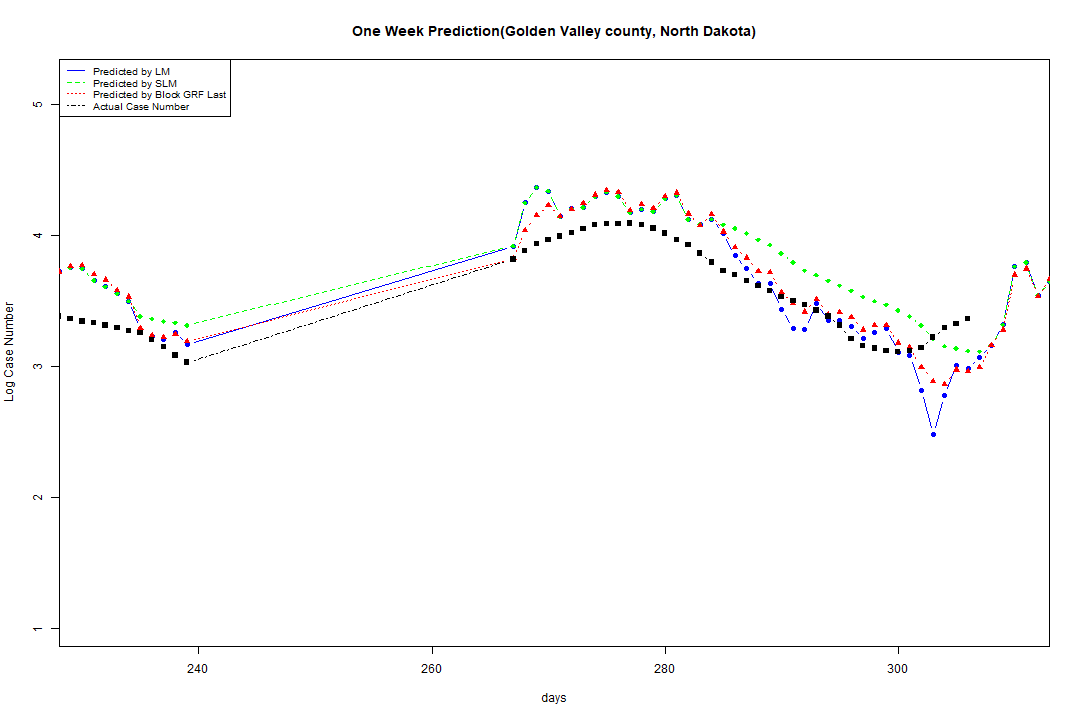 One Week Prediction(Golden Valley county, North Dakota)
Predicted by LM
Predicted by SLM
Predicted by Block GRF Last
Actual Case Number
5
4
3
2
1
Log Case Number
240
260
280
300
days